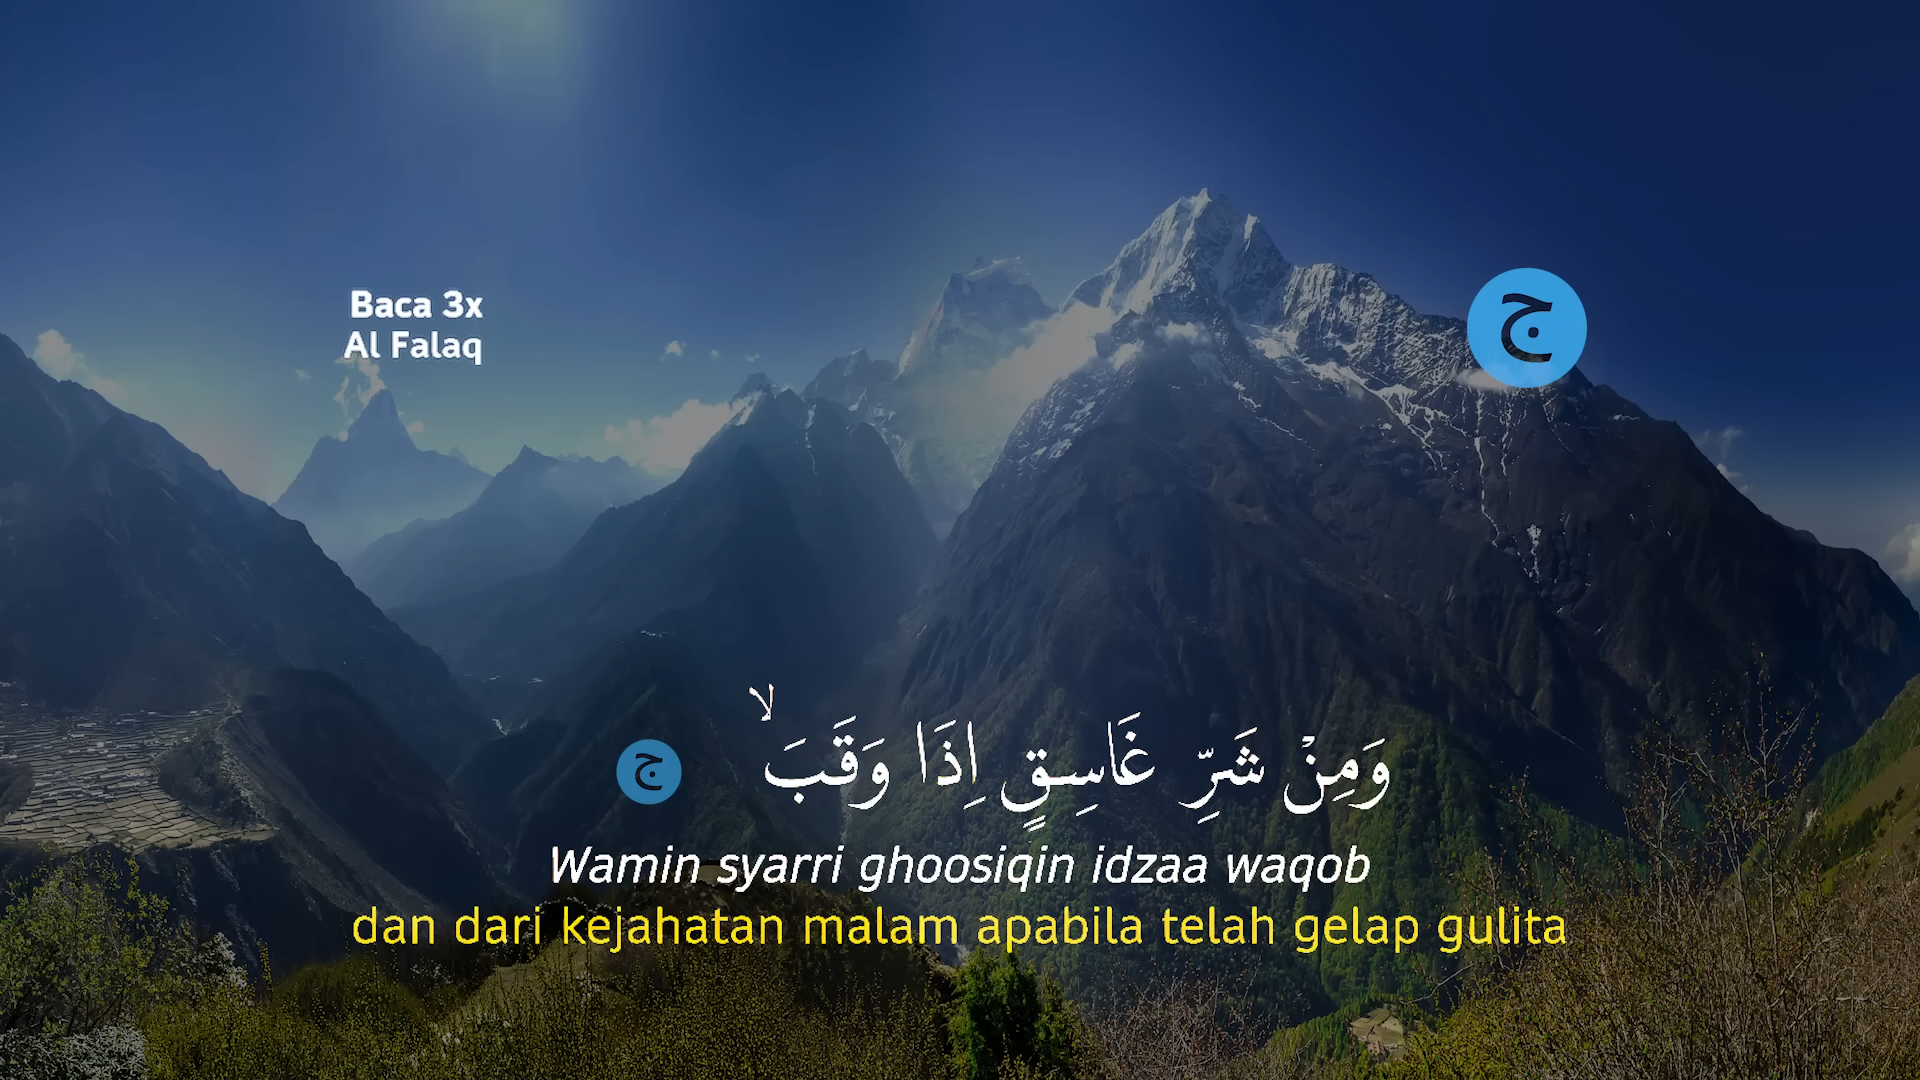 Baca 3x
Al Falaq
ج
وَمِنْ شَرِّ غَاسِقٍ اِذَا وَقَبَۙ
ج
Wamin syarri ghoosiqin idzaa waqob
dan dari kejahatan malam apabila telah gelap gulita